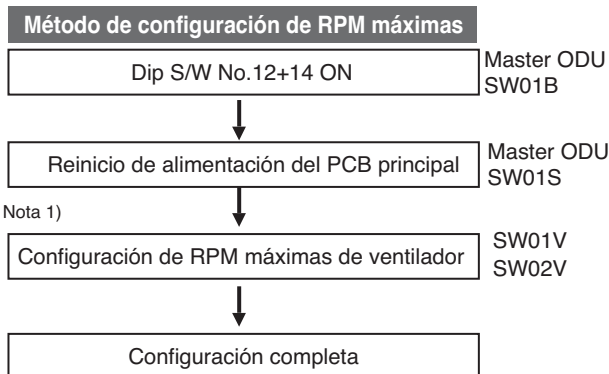 Método de configuración de RPM máximas
Dip S/W No.12+14 ON
Master ODU
SW01B
Reinicio de alimentación del PCB principal
Master ODU
SW01S
Nota 1)
Configuración de RPM máximas de ventilador
SW01V
SW02V
Configuración completa